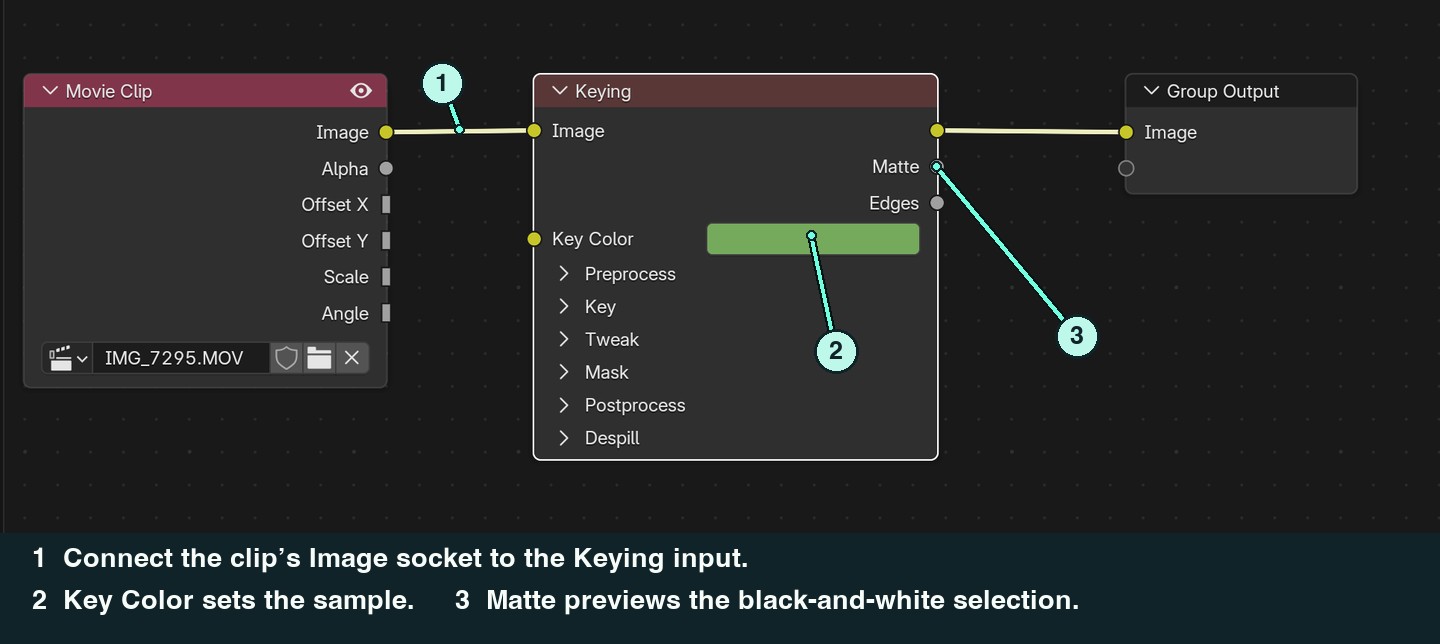 1
Movie Clip
Keying
Group Output
Image
Image
Image
Alpha
Matte
Offset X
Edges
Offset Y
Key Color
Scale
Preprocess
Angle
Key
3
Tweak
2
IMG_7295.MOV
Mask
Postprocess
Despill
1 Connect the clip’s Image socket to the Keying input.
2 Key Color sets the sample. 3 Matte previews the black-and-white selection.